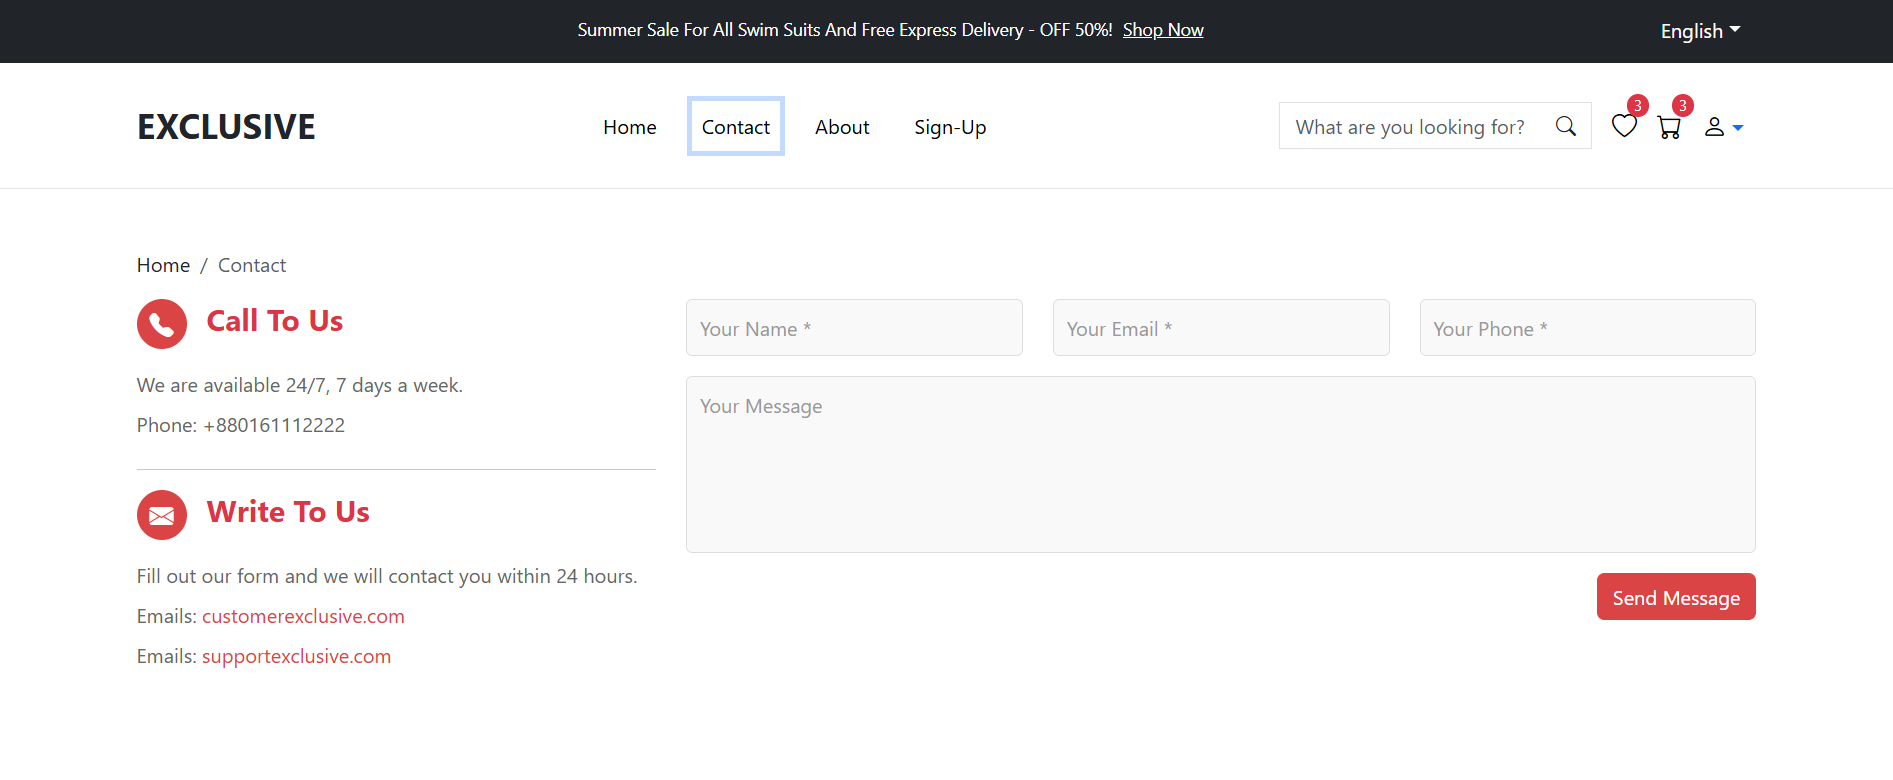 Summer Sale For All Swim Suits And Free Express Delivery - OFF 50%! Shop Now
English
EXCLUSIVE
Home
Contact
About
Sign-Up
What are you looking for?
3
3
Home / Contact
Call To Us
We are available 24/7, 7 days a week.
Phone: +880161112222
Write To Us
Fill out our form and we will contact you within 24 hours.
Emails: customerexclusive.com
Emails: supportexclusive.com
Your Name *
Your Email *
Your Phone *
Your Message
Send Message